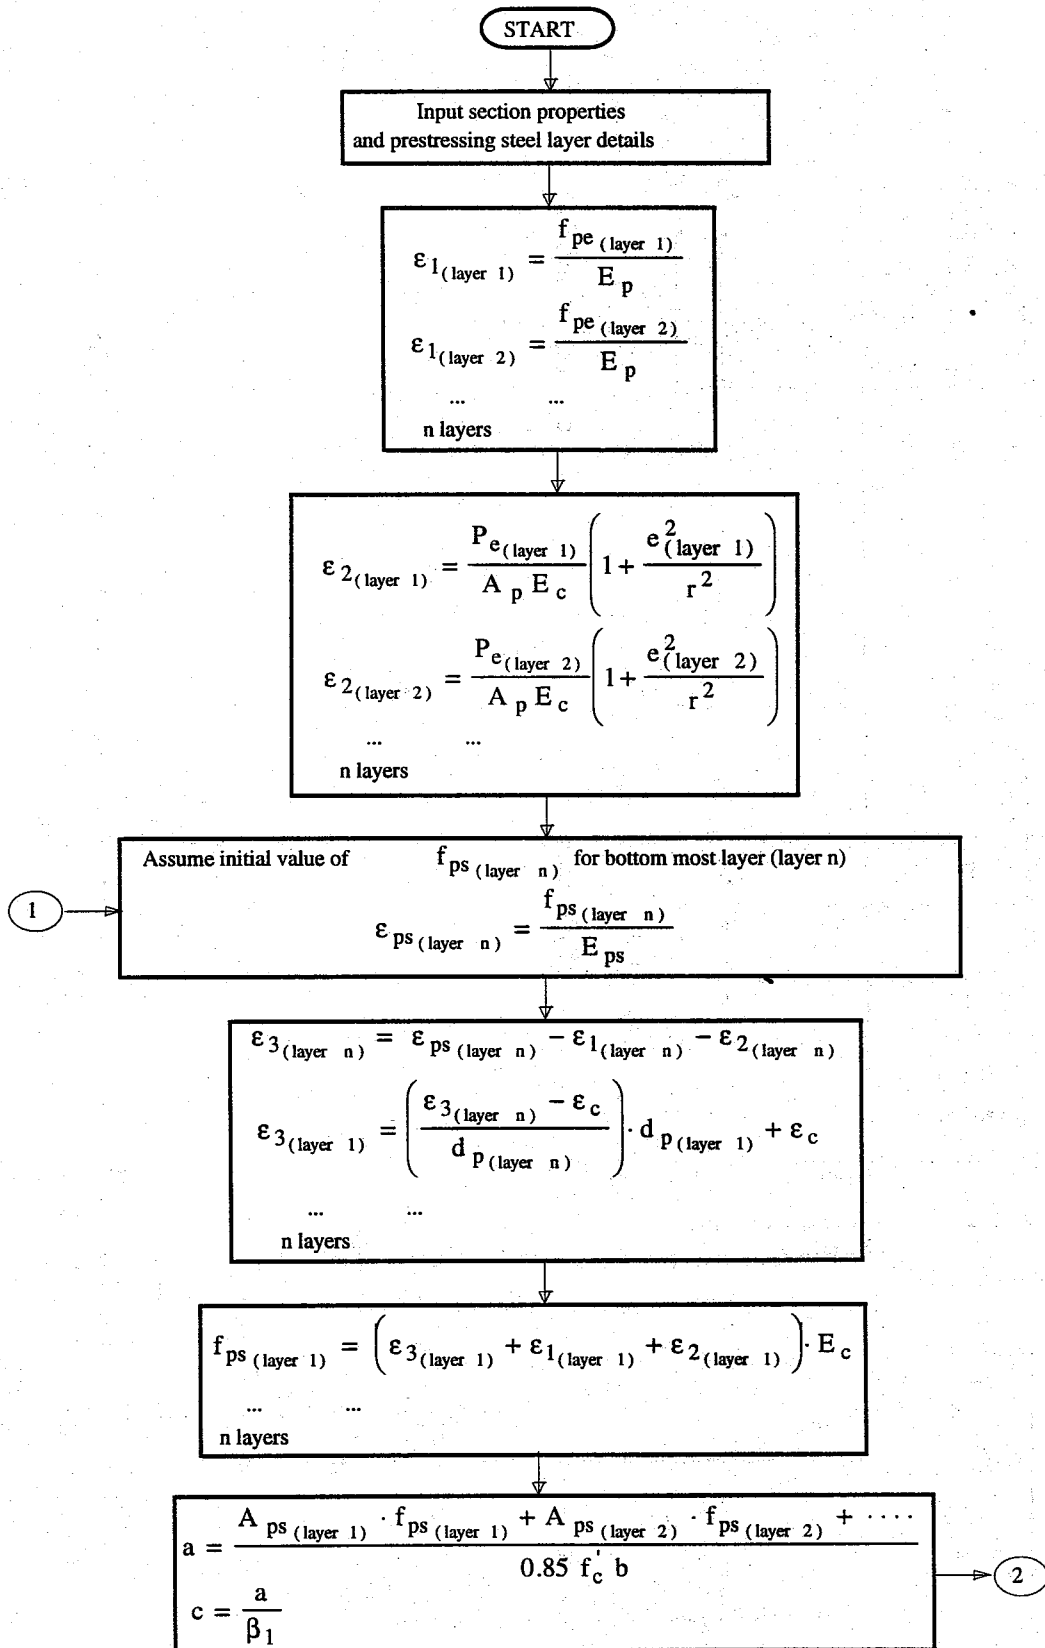 START
Input section properties
and prestressing steel layer details
ε1(layer 1) = fpe(layer 1) / Ep
ε1(layer 2) = fpe(layer 2) / Ep
... ...
n layers
ε2(layer 1) = Pe(layer 1) / (Ap Ec) (1 + e²(layer 1) / r²)
ε2(layer 2) = Pe(layer 2) / (Ap Ec) (1 + e²(layer 2) / r²)
... ...
n layers
Assume initial value of fps(layer n) for bottom most layer (layer n)
1
εps(layer n) = fps(layer n) / Eps
ε3(layer n) = εps(layer n) − ε1(layer n) − ε2(layer n)
ε3(layer 1) = ((ε3(layer n) − εc) / dp(layer n)) · dp(layer 1) + εc
... ...
n layers
fps(layer 1) = (ε3(layer 1) + ε1(layer 1) + ε2(layer 1)) · Ec
... ...
n layers
a = (Aps(layer 1) · fps(layer 1) + Aps(layer 2) · fps(layer 2) + ····) / (0.85 f'c b)
2
c = a / β1